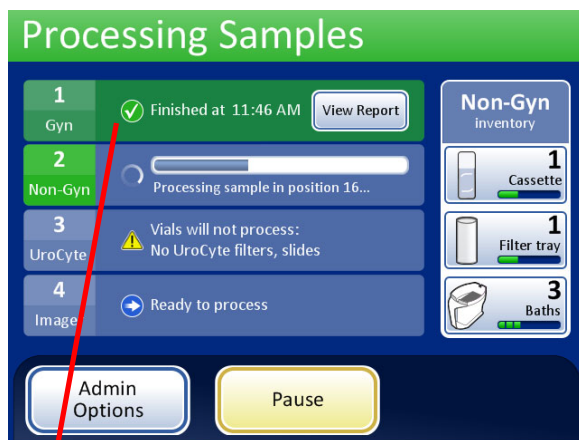 Processing Samples
1
Gyn
Finished at 11:46 AM
View Report
2
Non-Gyn
Processing sample in position 16...
3
UroCyte
Vials will not process:
No UroCyte filters, slides
4
Image
Ready to process
Non-Gyn
inventory
1
Cassette
1
Filter tray
3
Baths
Admin
Options
Pause